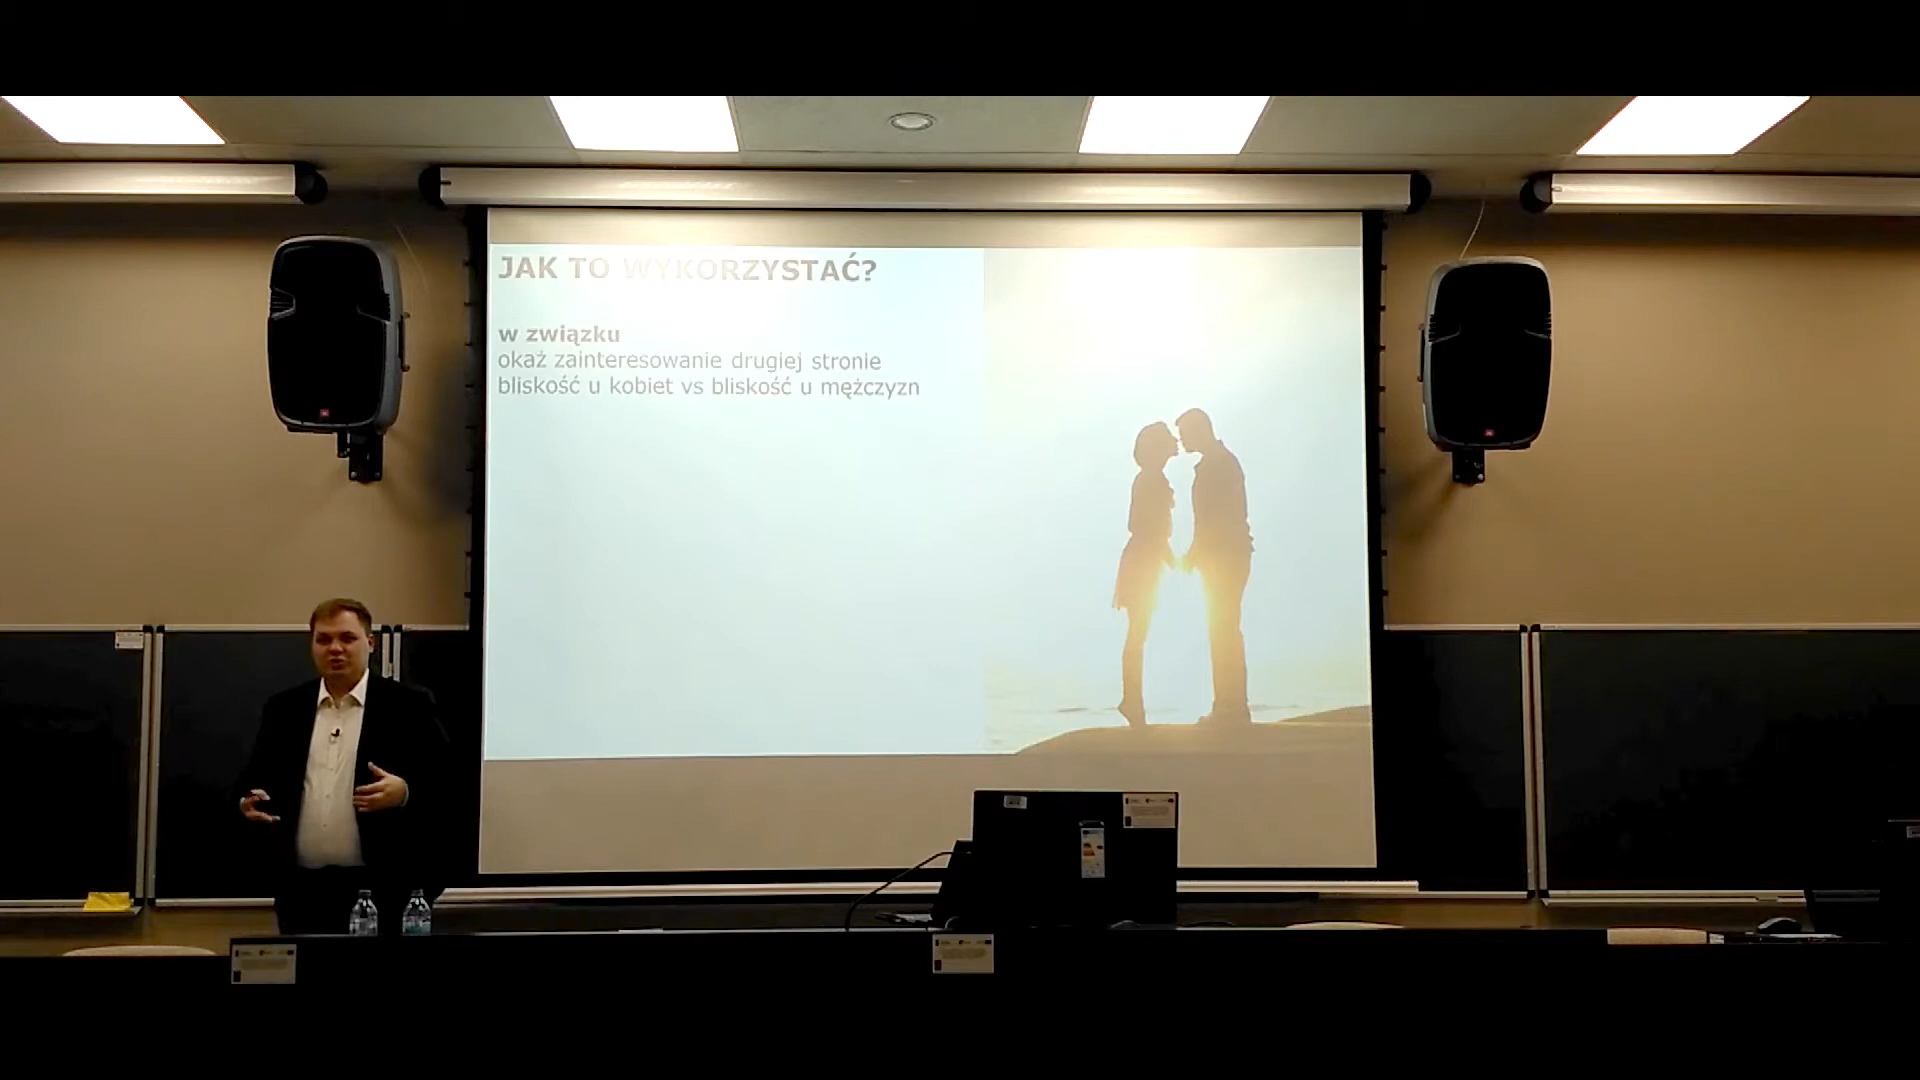 JAK TO WYKORZYSTAĆ?
w związku
okaż zainteresowanie drugiej stronie
bliskość u kobiet vs bliskość u mężczyzn